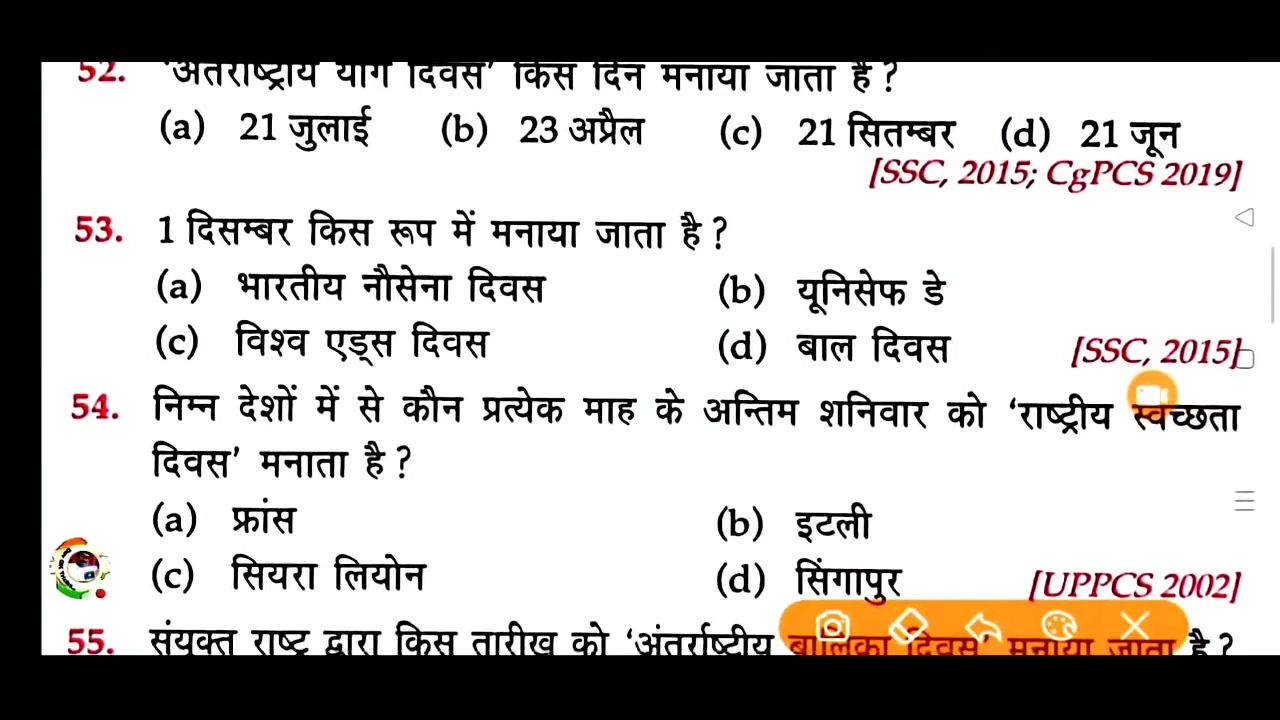 52. 'अंतर्राष्ट्रीय योग दिवस' किस दिन मनाया जाता है ?
(a) 21 जुलाई (b) 23 अप्रैल (c) 21 सितम्बर (d) 21 जून
[SSC, 2015; CgPCS 2019]
53. 1 दिसम्बर किस रूप में मनाया जाता है ?
(a) भारतीय नौसेना दिवस (b) यूनिसेफ डे
(c) विश्व एड्स दिवस (d) बाल दिवस [SSC, 2015]
54. निम्न देशों में से कौन प्रत्येक माह के अन्तिम शनिवार को 'राष्ट्रीय स्वच्छता
दिवस' मनाता है ?
(a) फ्रांस (b) इटली
(c) सियरा लियोन (d) सिंगापुर [UPPCS 2002]
55. संयुक्त राष्ट्र द्वारा किस तारीख को 'अंतर्राष्ट्रीय बालिका दिवस' मनाया जाता है ?